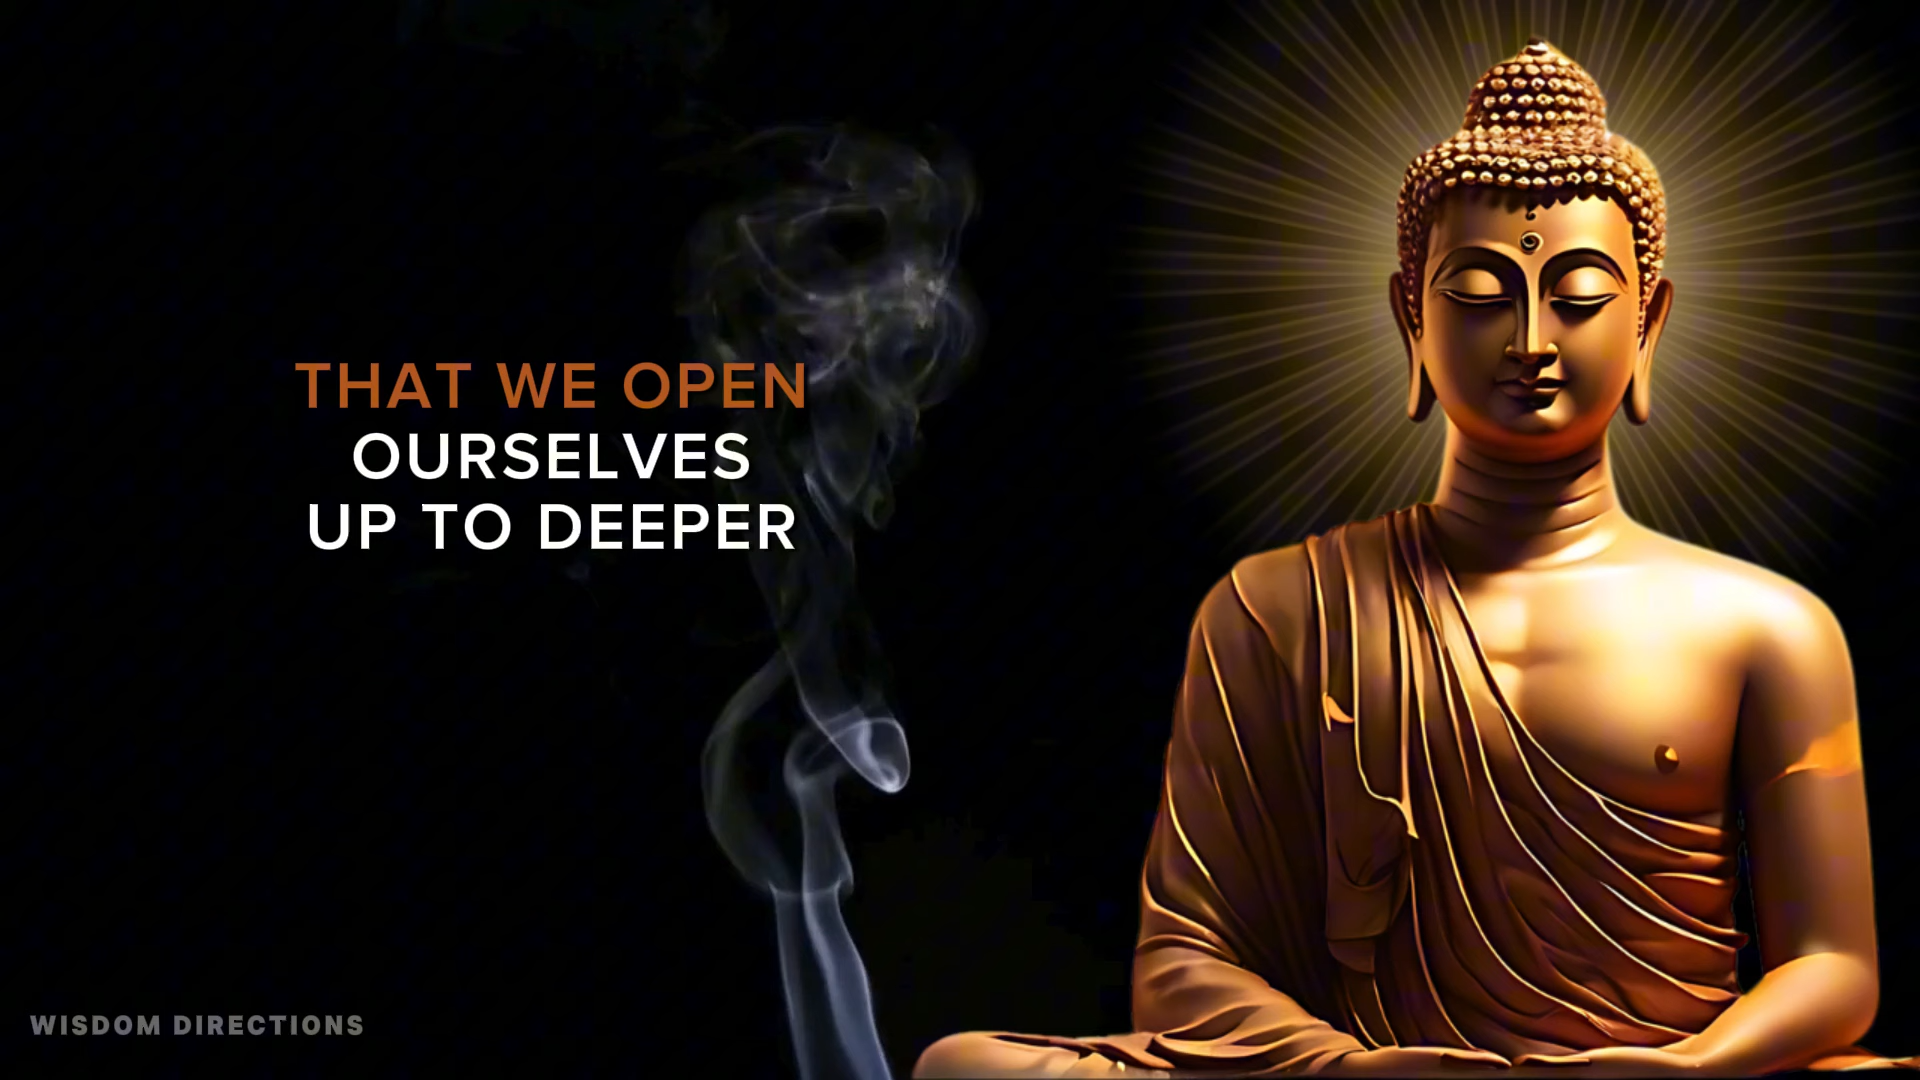 THAT WE OPEN
OURSELVES
UP TO DEEPER
WISDOM DIRECTIONS